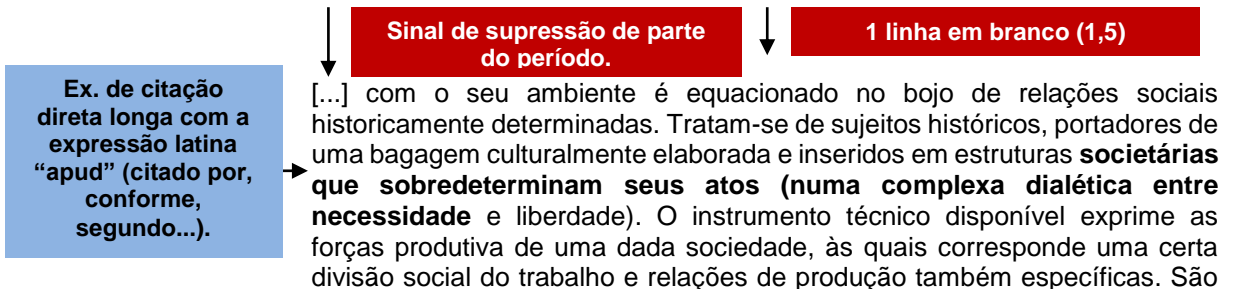 Sinal de supressão de parte
do período.
1 linha em branco (1,5)
Ex. de citação
direta longa com a
expressão latina
“apud” (citado por,
conforme,
segundo...).
[...] com o seu ambiente é equacionado no bojo de relações sociais
historicamente determinadas. Tratam-se de sujeitos históricos, portadores de
uma bagagem culturalmente elaborada e inseridos em estruturas societárias
que sobredeterminam seus atos (numa complexa dialética entre
necessidade e liberdade). O instrumento técnico disponível exprime as
forças produtiva de uma dada sociedade, às quais corresponde uma certa
divisão social do trabalho e relações de produção também específicas. São